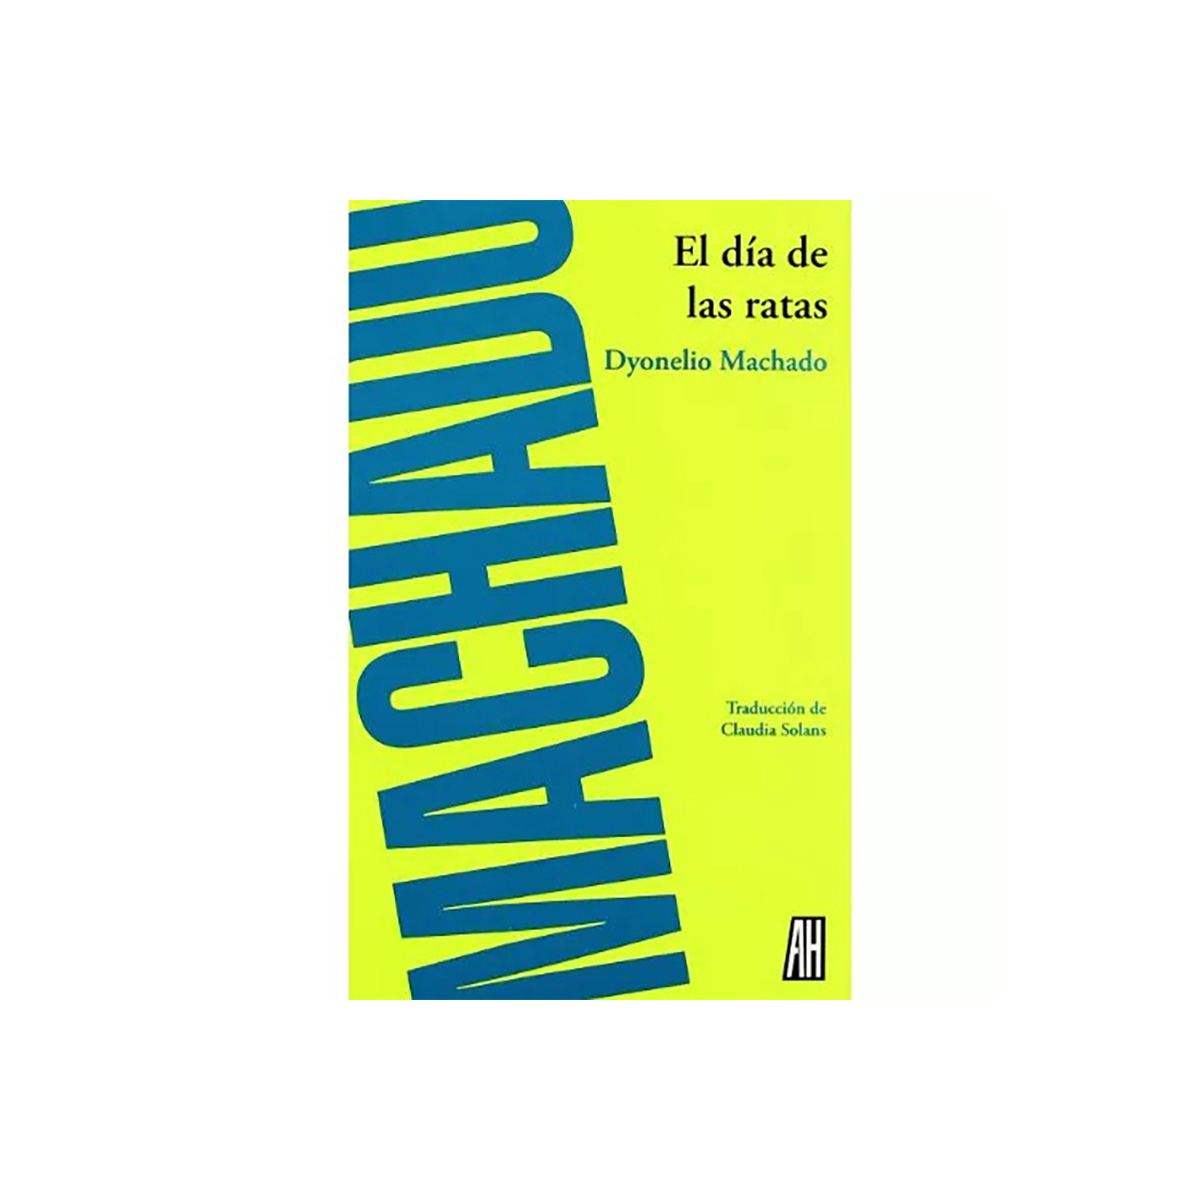 El día de
las ratas
Dyonelio Machado
MACHADO
Traducción de
Claudia Solans
AH